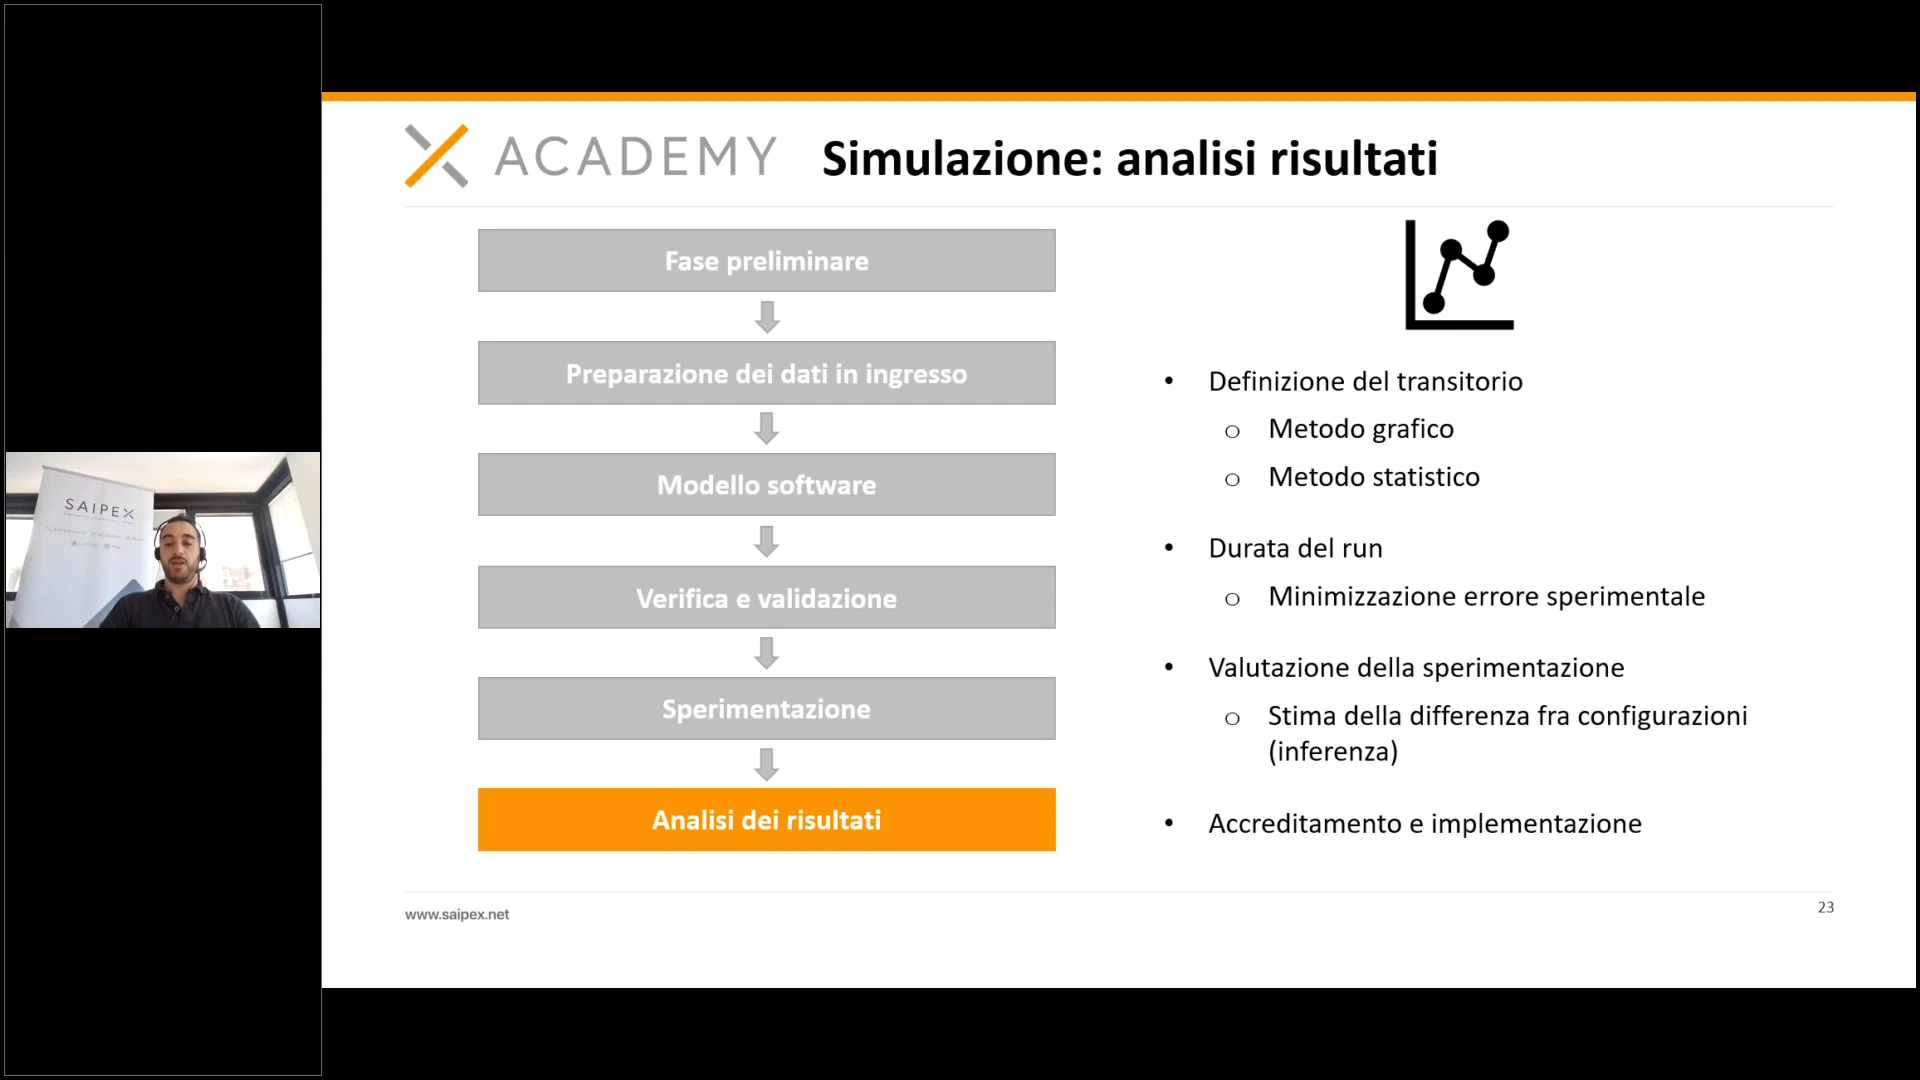 ACADEMY
Simulazione: analisi risultati
Fase preliminare
Preparazione dei dati in ingresso
Modello software
Verifica e validazione
Sperimentazione
Analisi dei risultati
• Definizione del transitorio
o Metodo grafico
o Metodo statistico
• Durata del run
o Minimizzazione errore sperimentale
• Valutazione della sperimentazione
o Stima della differenza fra configurazioni
(inferenza)
• Accreditamento e implementazione
www.saipex.net
23
SAIPEX